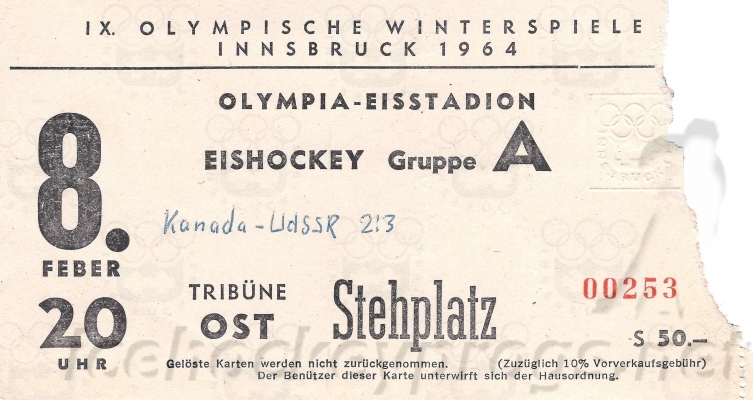 IX. OLYMPISCHE WINTERSPIELE
INNSBRUCK 1964
OLYMPIA-EISSTADION
EISHOCKEY Gruppe A
8.
FEBER
Kanada-UdSSR 2:3
20
UHR
TRIBÜNE
OST
Stehplatz
00253
S 50.–
Gelöste Karten werden nicht zurückgenommen. (Zuzüglich 10% Vorverkaufsgebühr)
Der Benützer dieser Karte unterwirft sich der Hausordnung.